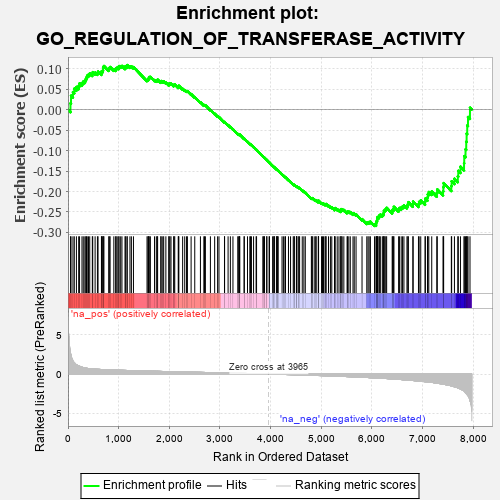 Enrichment plot:
GO_REGULATION_OF_TRANSFERASE_ACTIVITY
Enrichment score (ES)
0.10
0.05
0.00
-0.05
-0.10
-0.15
-0.20
-0.25
-0.30
'na_pos' (positively correlated)
Ranked list metric (PreRanked)
5
0
-5
Zero cross at 3965
'na_neg' (negatively correlated)
0
1,000
2,000
3,000
4,000
5,000
6,000
7,000
8,000
Rank in Ordered Dataset
Enrichment profile
Hits
Ranking metric scores